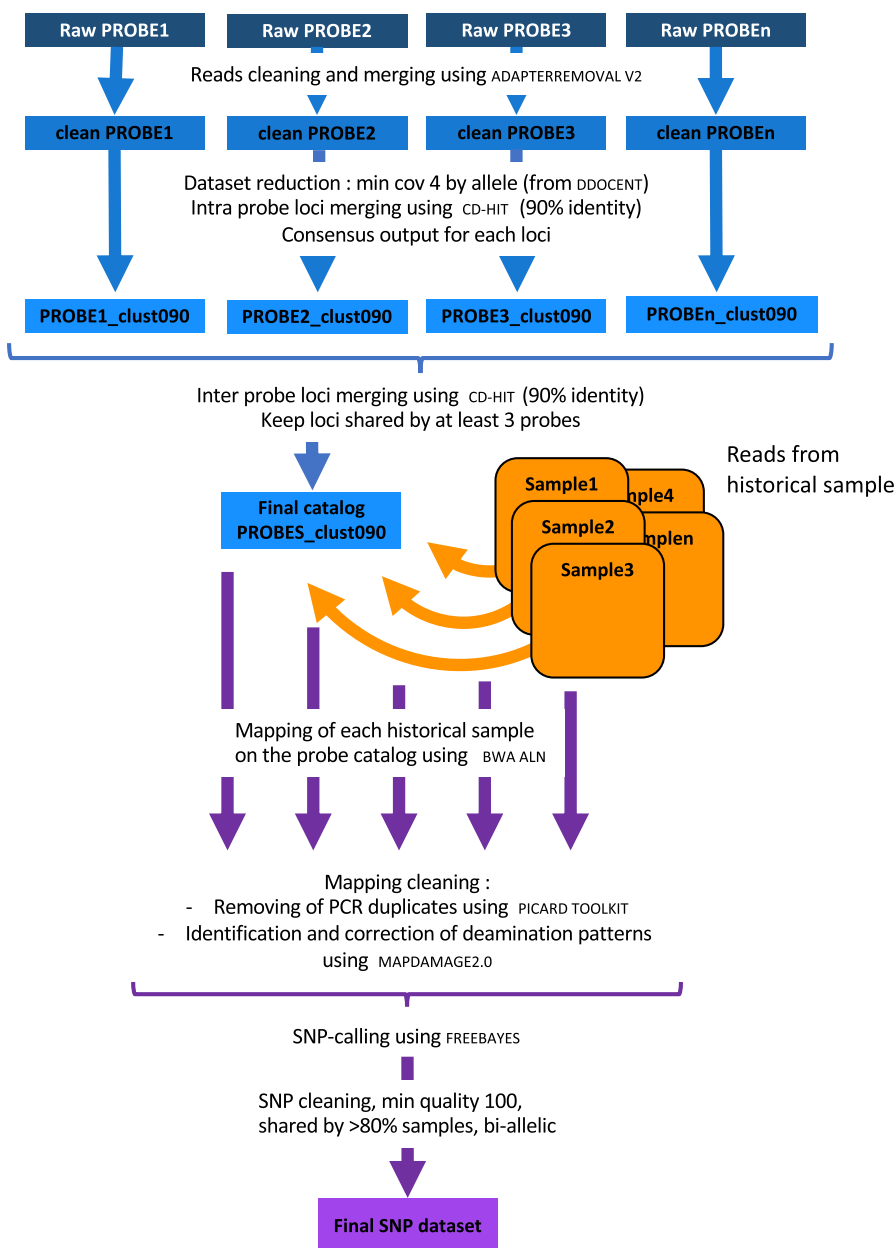 Raw PROBE1
Raw PROBE2
Raw PROBE3
Raw PROBEn
Reads cleaning and merging using ADAPTERREMOVAL V2
clean PROBE1
clean PROBE2
clean PROBE3
clean PROBEn
Dataset reduction : min cov 4 by allele (from DDOCENT)
Intra probe loci merging using CD-HIT (90% identity)
Consensus output for each loci
PROBE1_clust090
PROBE2_clust090
PROBE3_clust090
PROBEn_clust090
Inter probe loci merging using CD-HIT (90% identity)
Keep loci shared by at least 3 probes
Reads from
historical sample
Final catalog
PROBES_clust090
Sample1
mple4
Sample2
mplen
Sample3
Mapping of each historical sample
on the probe catalog using BWA ALN
Mapping cleaning :
- Removing of PCR duplicates using PICARD TOOLKIT
- Identification and correction of deamination patterns
using MAPDAMAGE2.0
SNP-calling using FREEBAYES
SNP cleaning, min quality 100,
shared by >80% samples, bi-allelic
Final SNP dataset